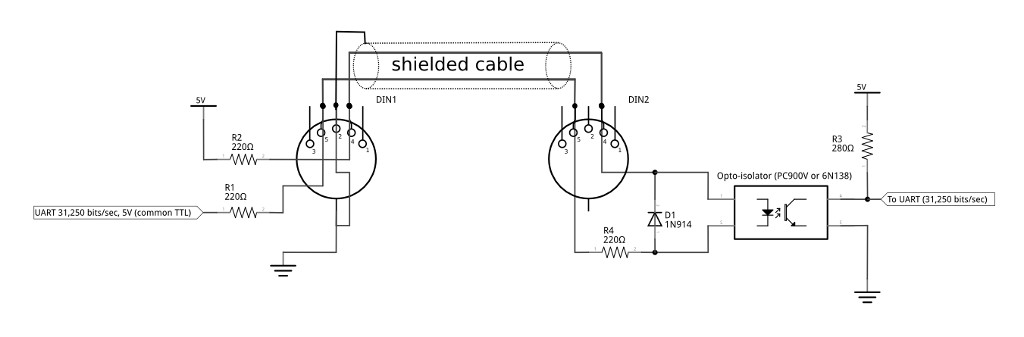 shielded cable
5V
DIN1
DIN2
5V
R2
220Ω
R3
280Ω
3
5
2
4
1
3
5
2
4
1
R1
220Ω
Opto-isolator (PC900V or 6N138)
UART 31,250 bits/sec, 5V (common TTL)
To UART (31,250 bits/sec)
D1
1N914
R4
220Ω